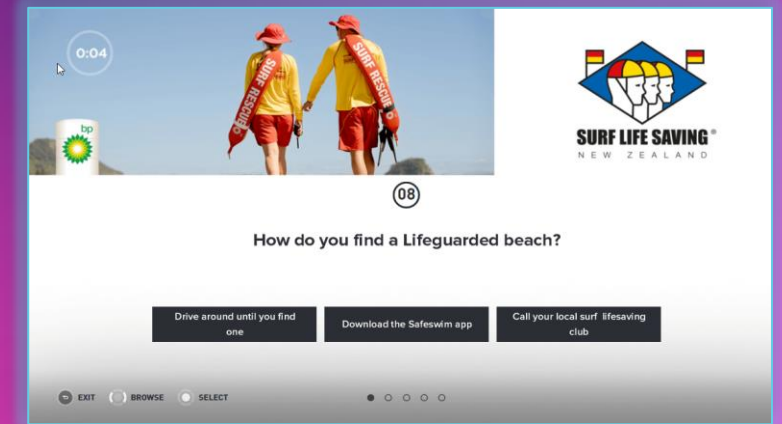 0:04
SURF RESCUE
SURF RESCUE
bp
SURF LIFE SAVING®
NEW ZEALAND
08
How do you find a Lifeguarded beach?
Drive around until you find
one
Download the Safeswim app
Call your local surf lifesaving
club
EXIT
BROWSE
SELECT